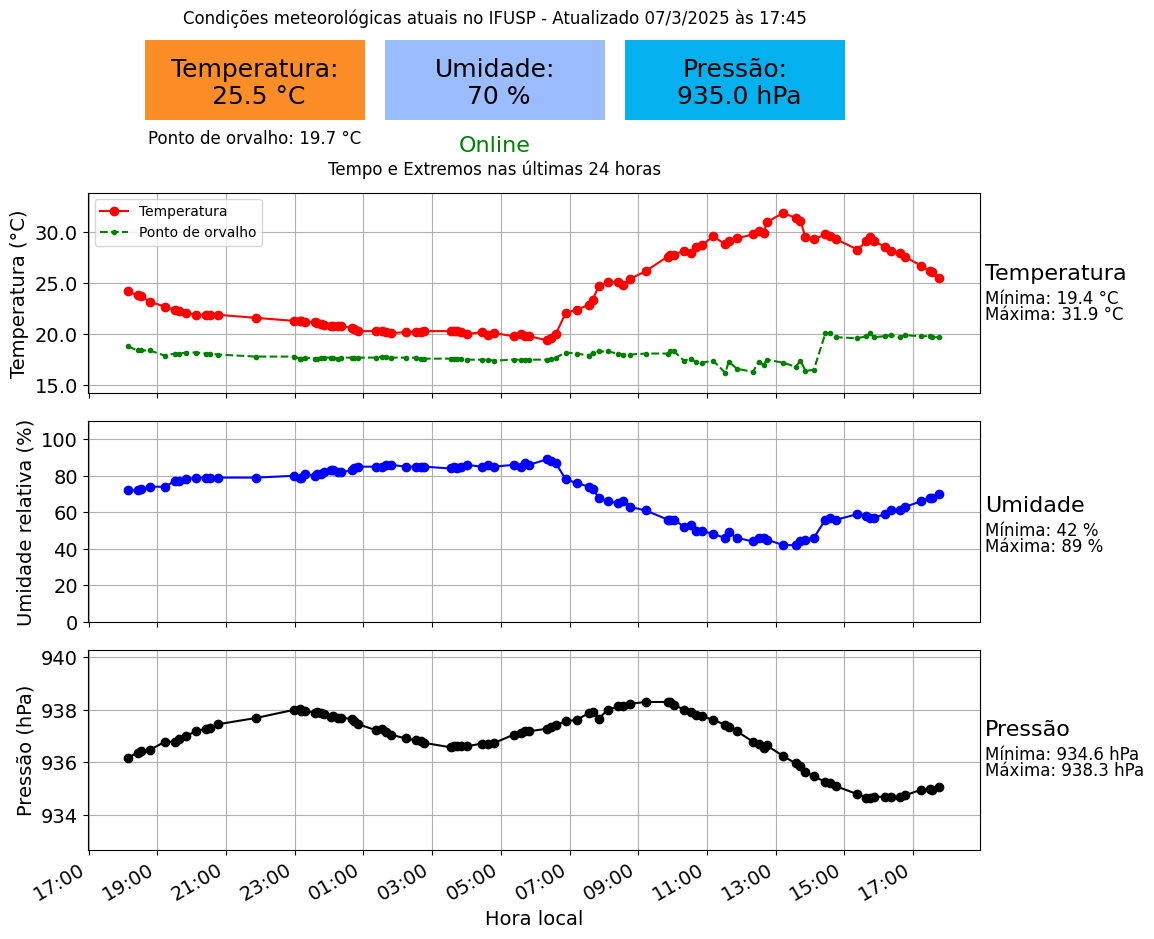 Condições meteorológicas atuais no IFUSP - Atualizado 07/3/2025 às 17:45
Temperatura:
25.5 °C
Umidade:
70 %
Pressão:
935.0 hPa
Ponto de orvalho: 19.7 °C
Online
Tempo e Extremos nas últimas 24 horas
Temperatura (°C)
30.0
25.0
20.0
15.0
Temperatura
Ponto de orvalho
Temperatura
Mínima: 19.4 °C
Máxima: 31.9 °C
Umidade relativa (%)
100
80
60
40
20
0
Umidade
Mínima: 42 %
Máxima: 89 %
Pressão (hPa)
940
938
936
934
Pressão
Mínima: 934.6 hPa
Máxima: 938.3 hPa
17:00 19:00 21:00 23:00 01:00 03:00 05:00 07:00 09:00 11:00 13:00 15:00 17:00
Hora local